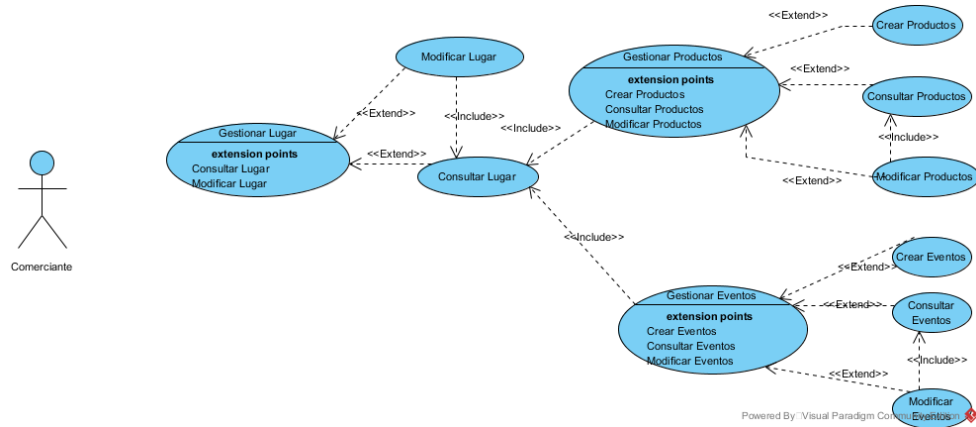 <<Extend>>
Crear Productos
Modificar Lugar
Gestionar Productos
extension points
Crear Productos
Consultar Productos
Modificar Productos
<<Extend>>
Consultar Productos
<<Extend>>
<<Include>>
<<Include>>
<<Include>>
Gestionar Lugar
extension points
Consultar Lugar
Modificar Lugar
<<Extend>>
Consultar Lugar
<<Extend>>
Modificar Productos
Comerciante
<<Include>>
Crear Eventos
<<Extend>>
Gestionar Eventos
extension points
Crear Eventos
Consultar Eventos
Modificar Eventos
<<Extend>>
Consultar
Eventos
<<Include>>
<<Extend>>
Modificar
Eventos
Powered By Visual Paradigm Community Edition